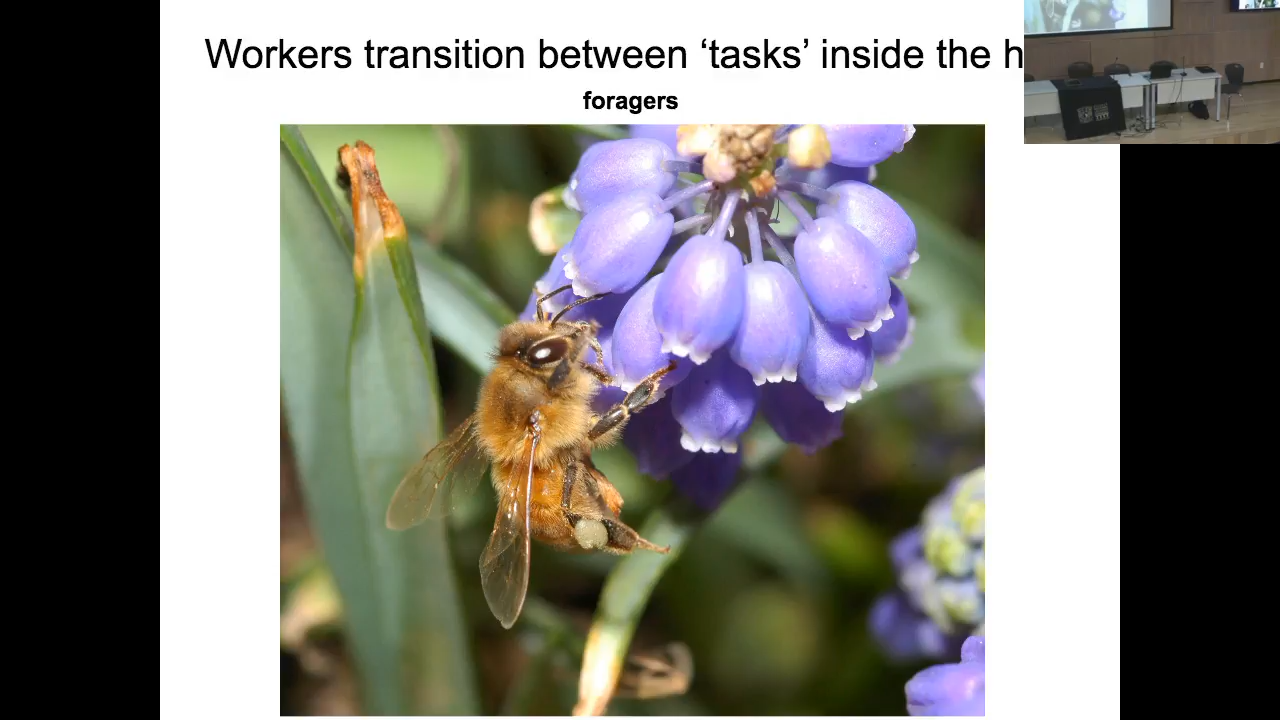 Workers transition between ‘tasks’ inside the h
foragers